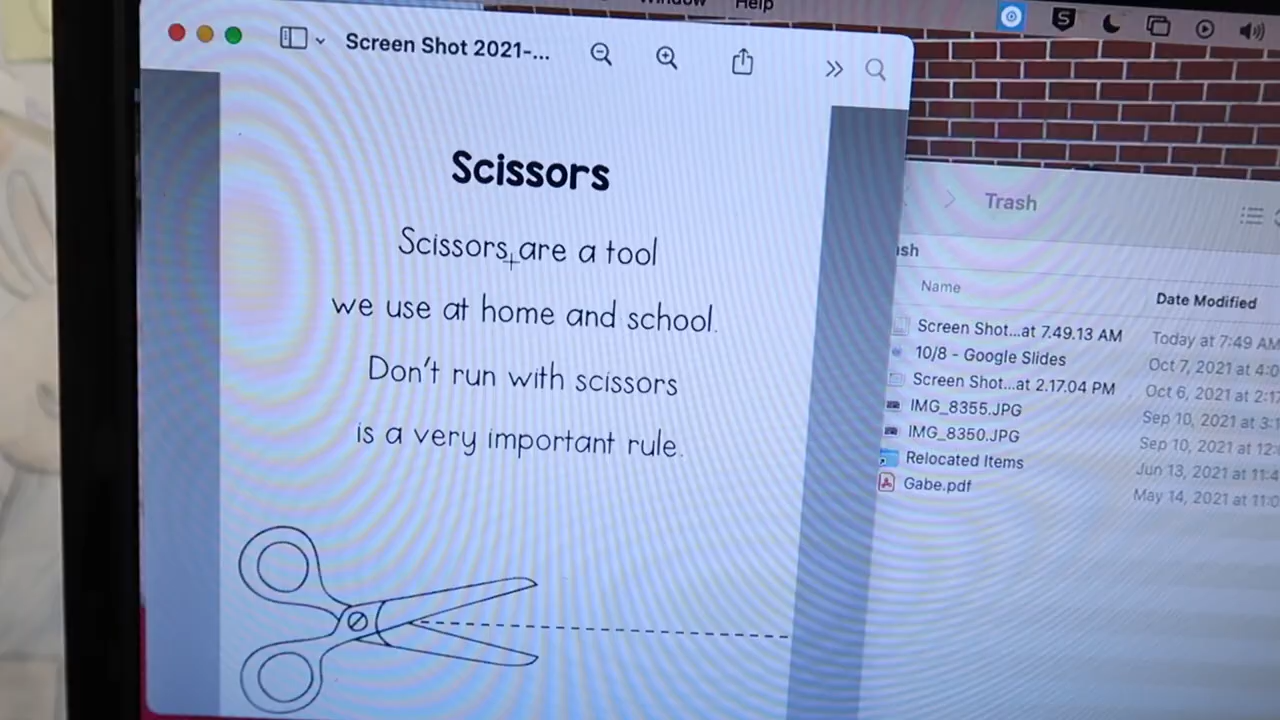 Help
Screen Shot 2021-...
Scissors
Scissors are a tool
we use at home and school.
Don't run with scissors
is a very important rule.
Trash
Name
Date Modified
Screen Shot...at 7.49.13 AM
Today at 7:49 AM
10/8 - Google Slides
Oct 7, 2021 at 4:0
Screen Shot...at 2.17.04 PM
Oct 6, 2021 at 2:17
IMG_8355.JPG
Sep 10, 2021 at 3:1
IMG_8350.JPG
Sep 10, 2021 at 12:
Relocated Items
Jun 13, 2021 at 11:4
Gabe.pdf
May 14, 2021 at 11:0